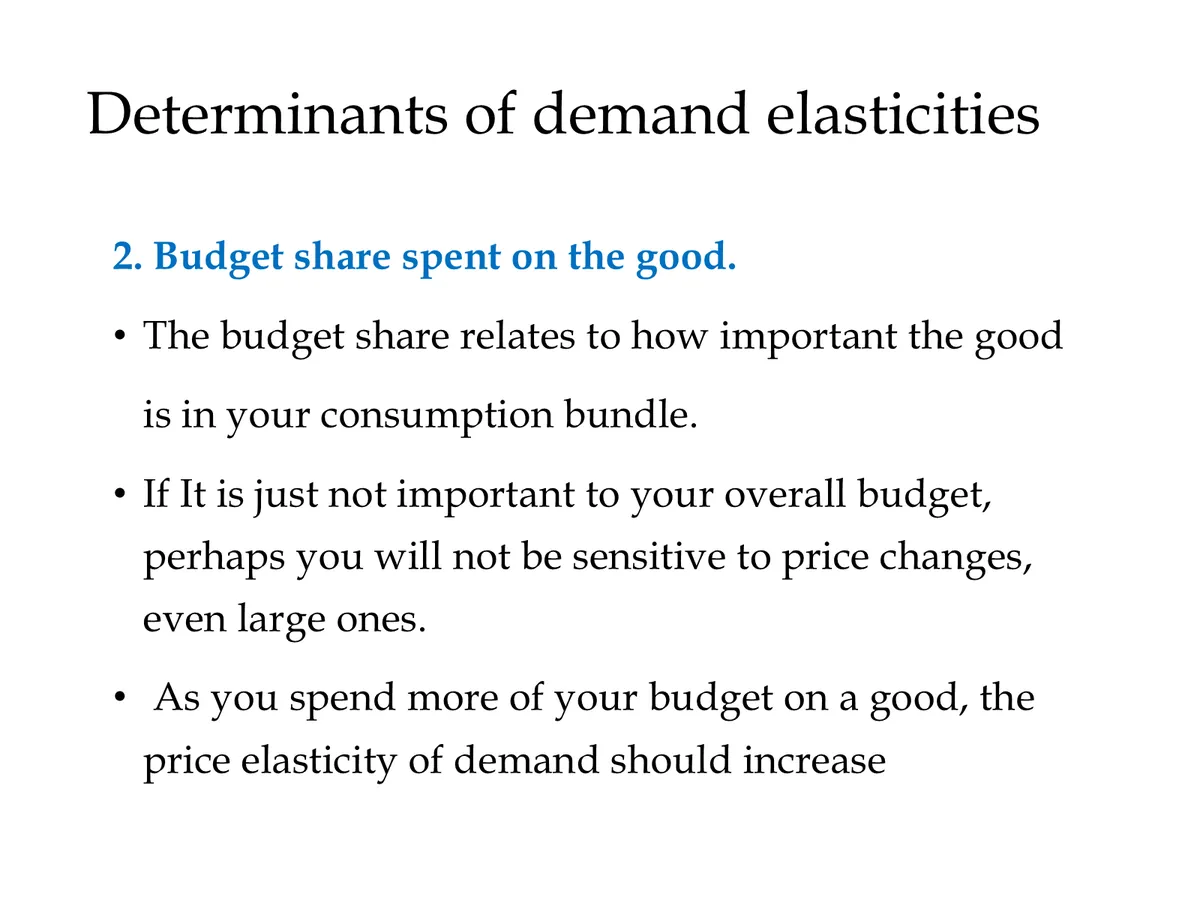 Determinants of demand elasticities
2. Budget share spent on the good.
• The budget share relates to how important the good
is in your consumption bundle.
• If It is just not important to your overall budget,
perhaps you will not be sensitive to price changes,
even large ones.
• As you spend more of your budget on a good, the
price elasticity of demand should increase